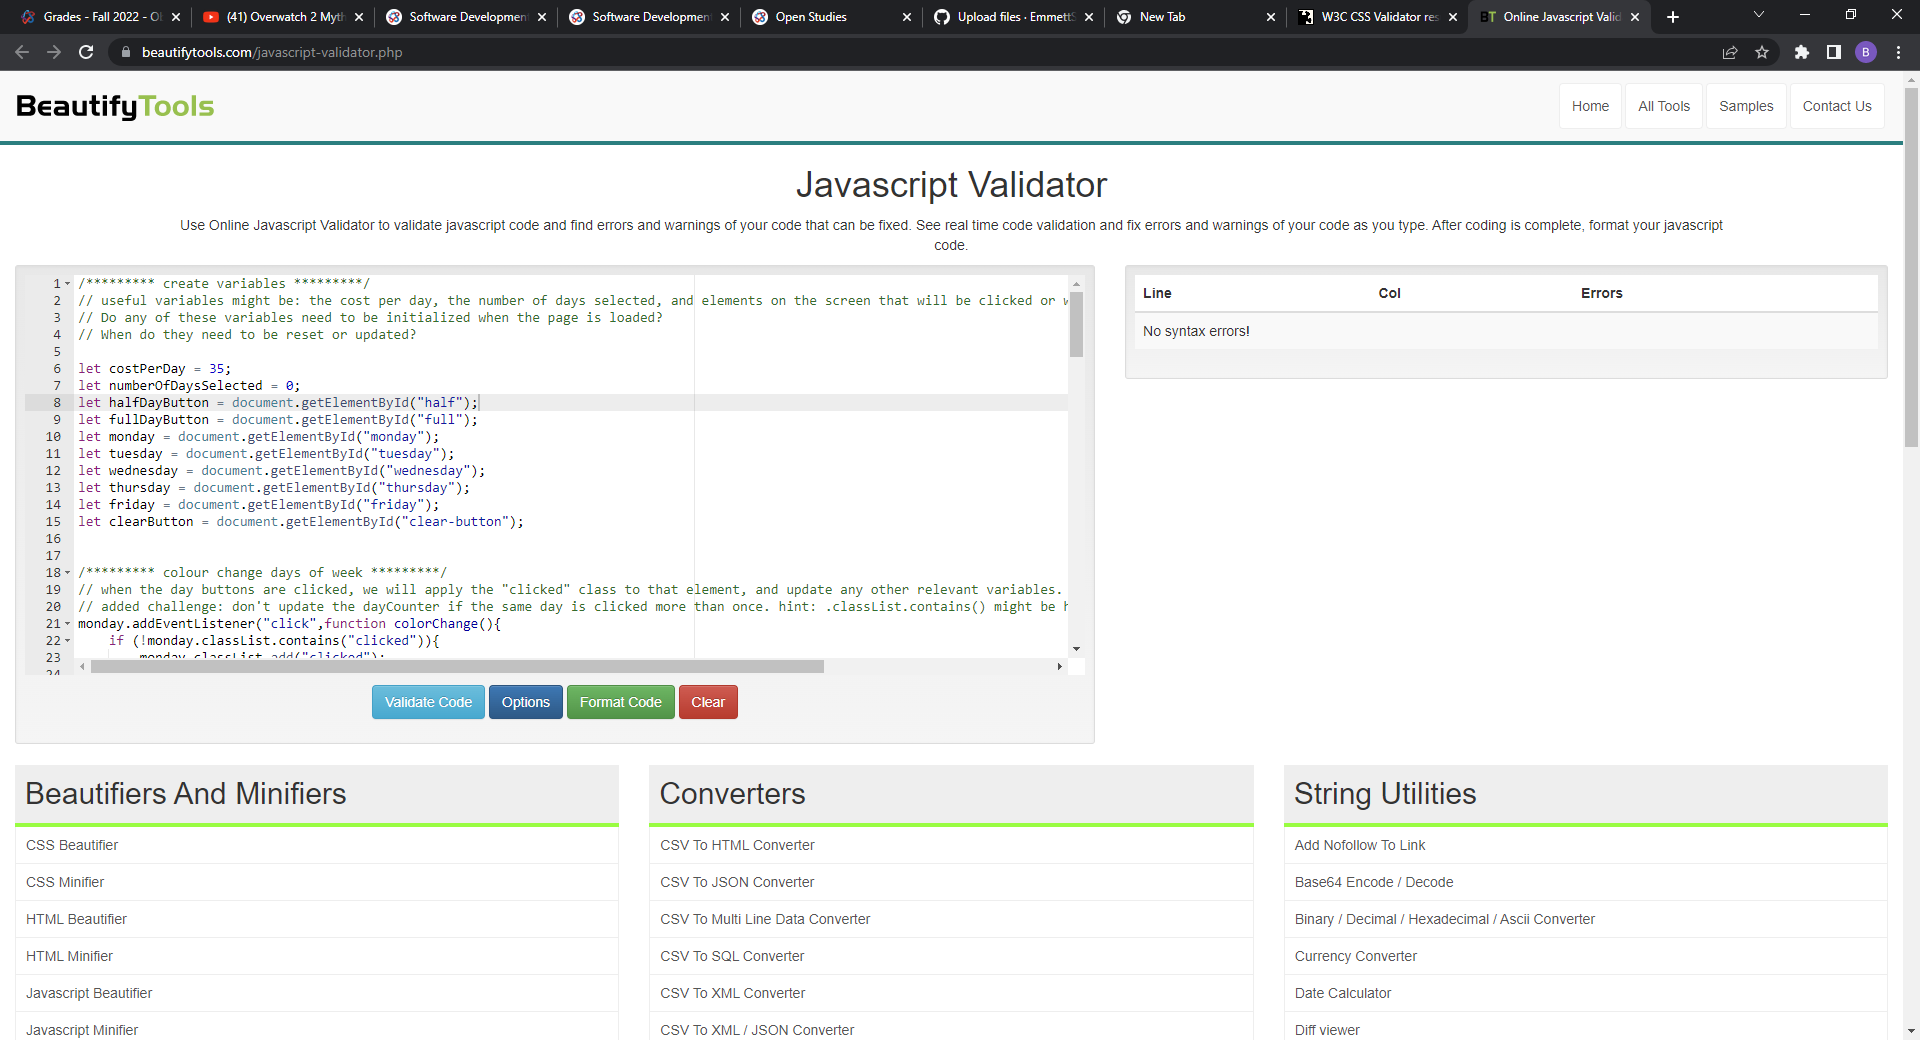 Grades - Fall 2022 - O
(41) Overwatch 2 Myth
Software Development
Software Development
Open Studies
Upload files · EmmettS
New Tab
W3C CSS Validator res
BT Online Javascript Valid
beautifytools.com/javascript-validator.php
B
BeautifyTools
Home
All Tools
Samples
Contact Us
Javascript Validator
Use Online Javascript Validator to validate javascript code and find errors and warnings of your code that can be fixed. See real time code validation and fix errors and warnings of your code as you type. After coding is complete, format your javascript
code.
1 /********* create variables *********/
2 // useful variables might be: the cost per day, the number of days selected, and elements on the screen that will be clicked or
3 // Do any of these variables need to be initialized when the page is loaded?
4 // When do they need to be reset or updated?
5
6 let costPerDay = 35;
7 let numberOfDaysSelected = 0;
8 let halfDayButton = document.getElementById("half");
9 let fullDayButton = document.getElementById("full");
10 let monday = document.getElementById("monday");
11 let tuesday = document.getElementById("tuesday");
12 let wednesday = document.getElementById("wednesday");
13 let thursday = document.getElementById("thursday");
14 let friday = document.getElementById("friday");
15 let clearButton = document.getElementById("clear-button");
16
17
18 /********* colour change days of week *********/
19 // when the day buttons are clicked, we will apply the "clicked" class to that element, and update any other relevant variables.
20 // added challenge: don't update the dayCounter if the same day is clicked more than once. hint: .classList.contains() might be
21 monday.addEventListener("click",function colorChange(){
22 if (!monday.classList.contains("clicked")){
23 monday.classList.add("clicked");
24
Line Col Errors
No syntax errors!
Validate Code
Options
Format Code
Clear
Beautifiers And Minifiers
CSS Beautifier
CSS Minifier
HTML Beautifier
HTML Minifier
Javascript Beautifier
Javascript Minifier
Converters
CSV To HTML Converter
CSV To JSON Converter
CSV To Multi Line Data Converter
CSV To SQL Converter
CSV To XML Converter
CSV To XML / JSON Converter
String Utilities
Add Nofollow To Link
Base64 Encode / Decode
Binary / Decimal / Hexadecimal / Ascii Converter
Currency Converter
Date Calculator
Diff viewer